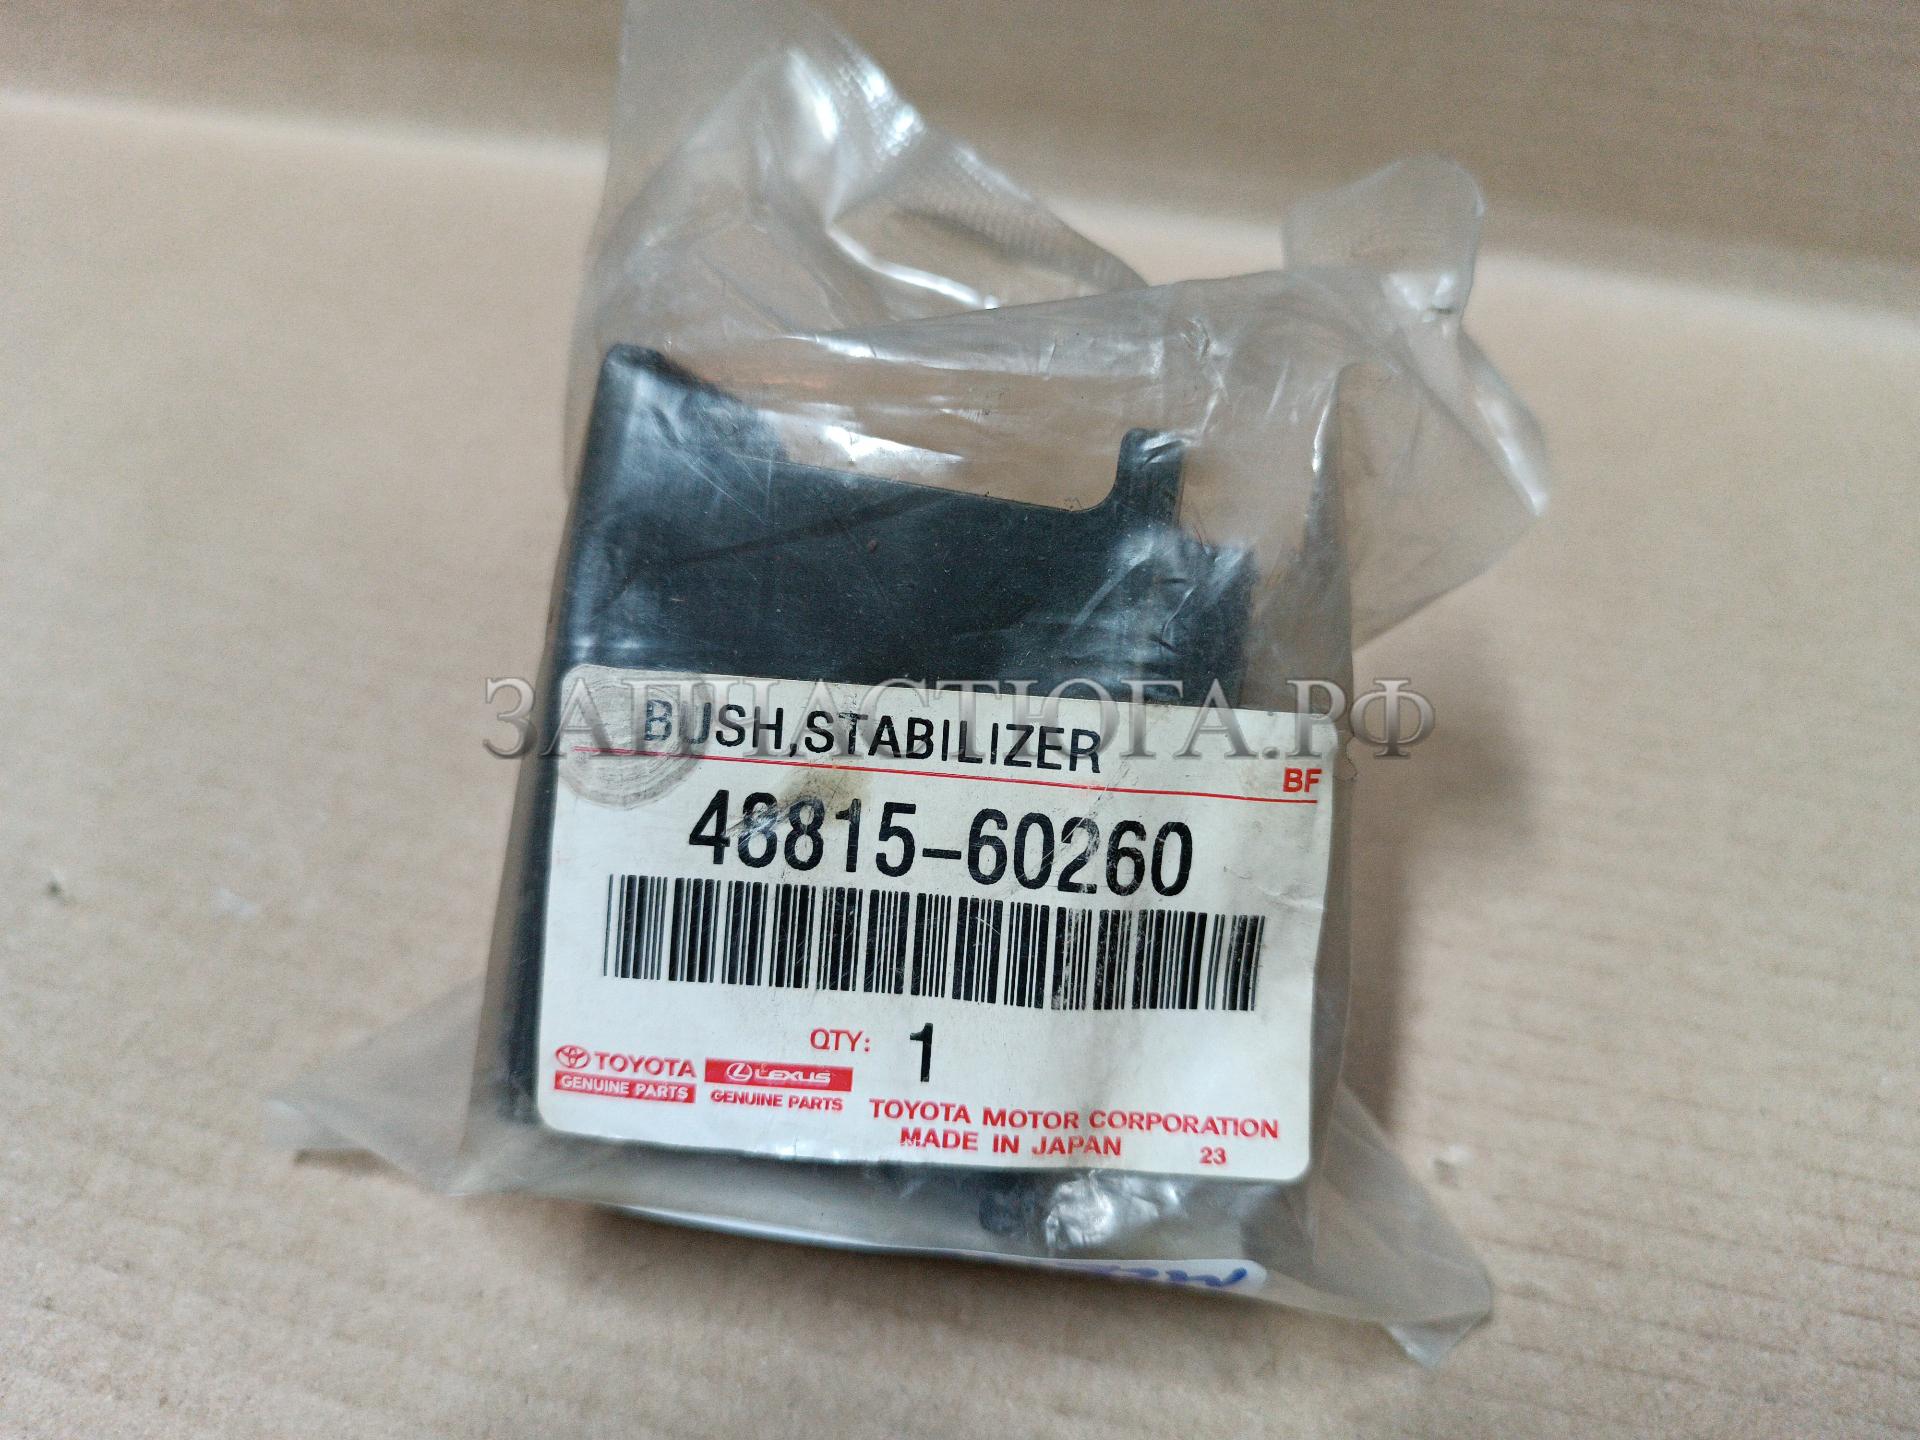 BUSH,STABILIZER
BF
48815-60260
QTY: 1
TOYOTA
GENUINE PARTS
LEXUS
GENUINE PARTS
TOYOTA MOTOR CORPORATION
MADE IN JAPAN 23
ЗАПЧАСТЮГА.РФ